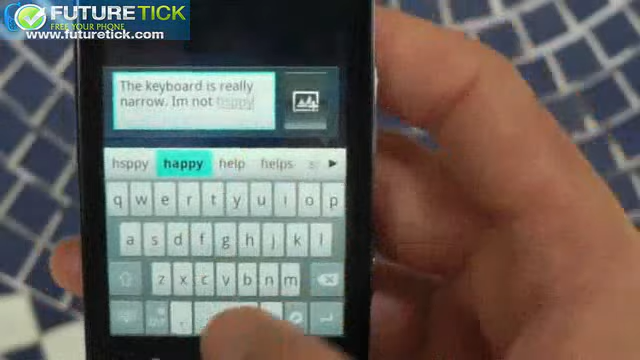 FUTURETICK
FREE YOUR PHONE
www.futuretick.com
The keyboard is really
narrow. Im not hsppy
hsppy happy help helps s
q w e r t y u i o p
a s d f g h j k l
z x c v b n m